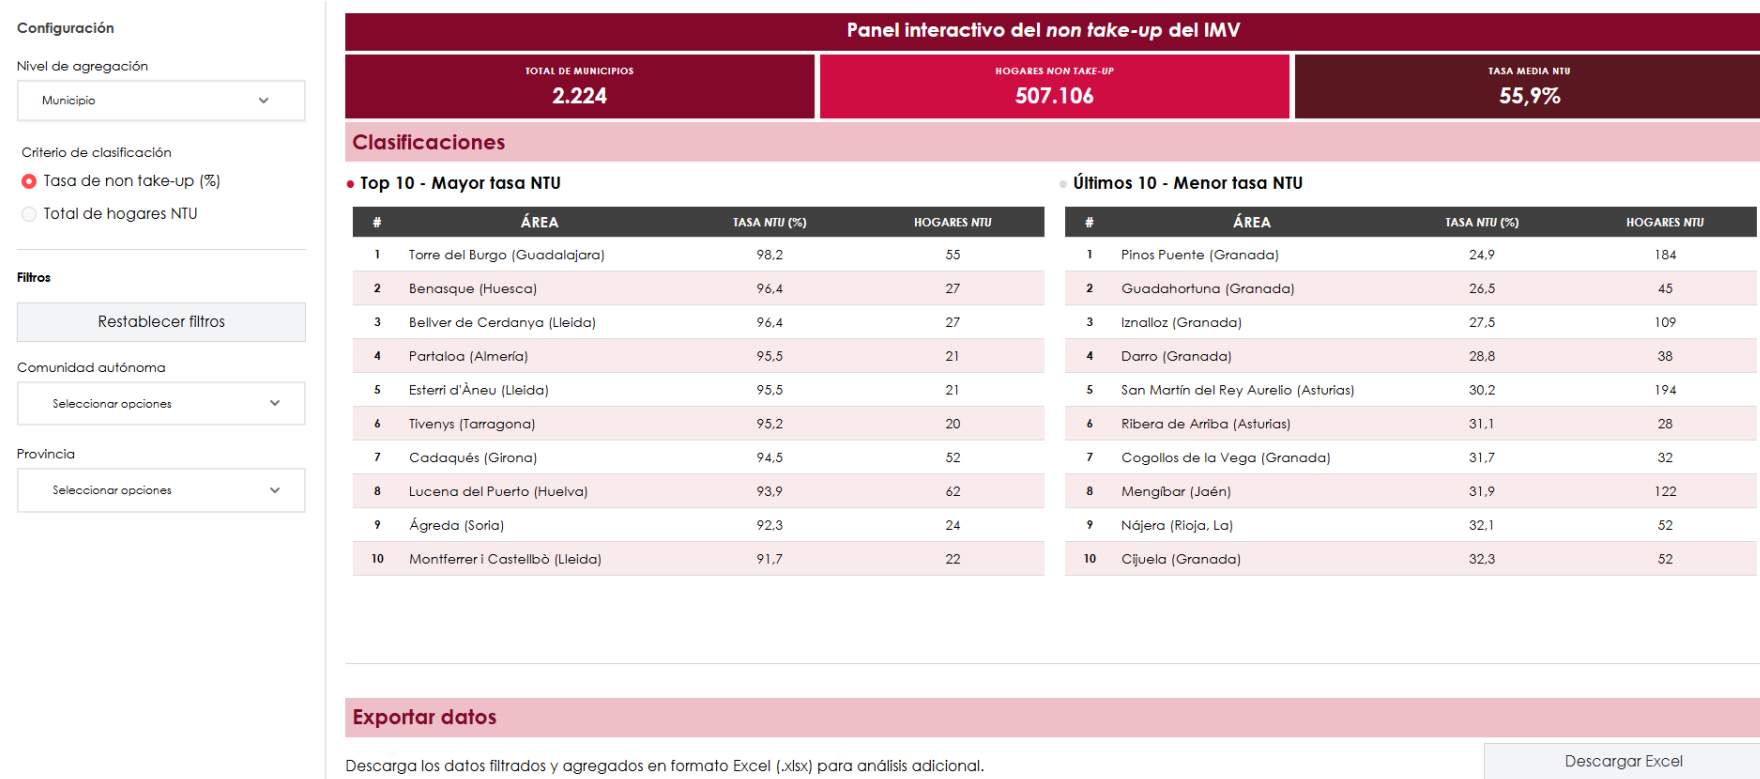 Configuración
Nivel de agregación
Municipio
Criterio de clasificación
Tasa de non take-up (%)
Total de hogares NTU
Filtros
Restablecer filtros
Comunidad autónoma
Seleccionar opciones
Provincia
Seleccionar opciones
Panel interactivo del non take-up del IMV
TOTAL DE MUNICIPIOS
2.224
HOGARES NON TAKE-UP
507.106
TASA MEDIA NTU
55,9%
Clasificaciones
Top 10 - Mayor tasa NTU
# ÁREA TASA NTU (%) HOGARES NTU
1 Torre del Burgo (Guadalajara) 98,2 55
2 Benasque (Huesca) 96,4 27
3 Bellver de Cerdanya (Lleida) 96,4 27
4 Partaloa (Almería) 95,5 21
5 Esterri d'Àneu (Lleida) 95,5 21
6 Tivenys (Tarragona) 95,2 20
7 Cadaqués (Girona) 94,5 52
8 Lucena del Puerto (Huelva) 93,9 62
9 Ágreda (Soria) 92,3 24
10 Montferrer i Castellbò (Lleida) 91,7 22
Últimos 10 - Menor tasa NTU
# ÁREA TASA NTU (%) HOGARES NTU
1 Pinos Puente (Granada) 24,9 184
2 Guadahortuna (Granada) 26,5 45
3 Iznalloz (Granada) 27,5 109
4 Darro (Granada) 28,8 38
5 San Martín del Rey Aurelio (Asturias) 30,2 194
6 Ribera de Arriba (Asturias) 31,1 28
7 Cogollos de la Vega (Granada) 31,7 32
8 Mengíbar (Jaén) 31,9 122
9 Nájera (Rioja, La) 32,1 52
10 Cijuela (Granada) 32,3 52
Exportar datos
Descarga los datos filtrados y agregados en formato Excel (.xlsx) para análisis adicional.
Descargar Excel